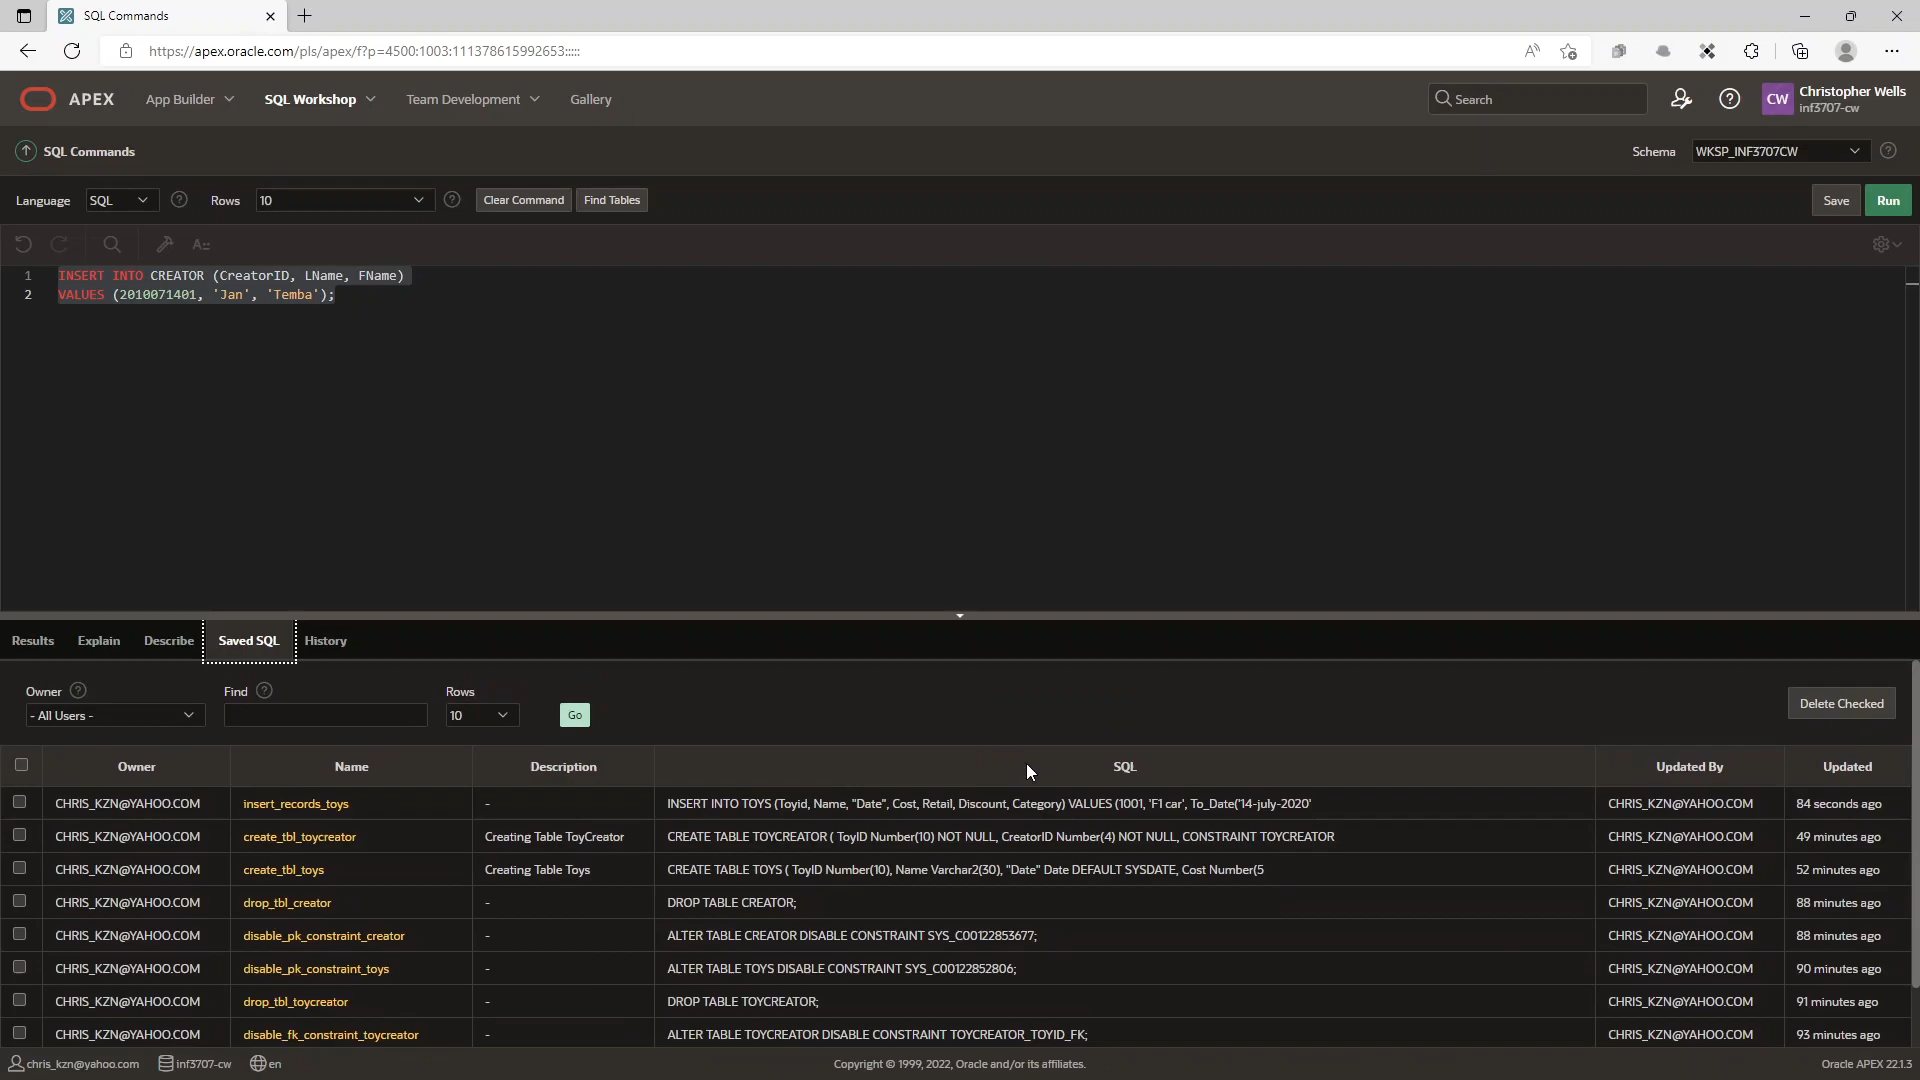 SQL Commands
https://apex.oracle.com/pls/apex/f?p=4500:1003:111378615992653:::::
APEX App Builder SQL Workshop Team Development Gallery Search CW Christopher Wells
inf3707-cw
SQL Commands Schema WKSP_INF3707CW
Language SQL Rows 10 Clear Command Find Tables Save Run
1 INSERT INTO CREATOR (CreatorID, LName, FName)
2 VALUES (2010071401, 'Jan', 'Temba');
Results Explain Describe Saved SQL History
Owner Find Rows
- All Users - 10 Go Delete Checked
Owner Name Description SQL Updated By Updated
CHRIS_KZN@YAHOO.COM insert_records_toys - INSERT INTO TOYS (Toyid, Name, "Date", Cost, Retail, Discount, Category) VALUES (1001, 'F1 car', To_Date('14-july-2020' CHRIS_KZN@YAHOO.COM 84 seconds ago
CHRIS_KZN@YAHOO.COM create_tbl_toycreator Creating Table ToyCreator CREATE TABLE TOYCREATOR ( ToyID Number(10) NOT NULL, CreatorID Number(4) NOT NULL, CONSTRAINT TOYCREATOR CHRIS_KZN@YAHOO.COM 49 minutes ago
CHRIS_KZN@YAHOO.COM create_tbl_toys Creating Table Toys CREATE TABLE TOYS ( ToyID Number(10), Name Varchar2(30), "Date" Date DEFAULT SYSDATE, Cost Number(5 CHRIS_KZN@YAHOO.COM 52 minutes ago
CHRIS_KZN@YAHOO.COM drop_tbl_creator - DROP TABLE CREATOR; CHRIS_KZN@YAHOO.COM 88 minutes ago
CHRIS_KZN@YAHOO.COM disable_pk_constraint_creator - ALTER TABLE CREATOR DISABLE CONSTRAINT SYS_C00122853677; CHRIS_KZN@YAHOO.COM 88 minutes ago
CHRIS_KZN@YAHOO.COM disable_pk_constraint_toys - ALTER TABLE TOYS DISABLE CONSTRAINT SYS_C00122852806; CHRIS_KZN@YAHOO.COM 90 minutes ago
CHRIS_KZN@YAHOO.COM drop_tbl_toycreator - DROP TABLE TOYCREATOR; CHRIS_KZN@YAHOO.COM 91 minutes ago
CHRIS_KZN@YAHOO.COM disable_fk_constraint_toycreator - ALTER TABLE TOYCREATOR DISABLE CONSTRAINT TOYCREATOR_TOYID_FK; CHRIS_KZN@YAHOO.COM 93 minutes ago
chris_kzn@yahoo.com inf3707-cw en Copyright © 1999, 2022, Oracle and/or its affiliates. Oracle APEX 22.1.3